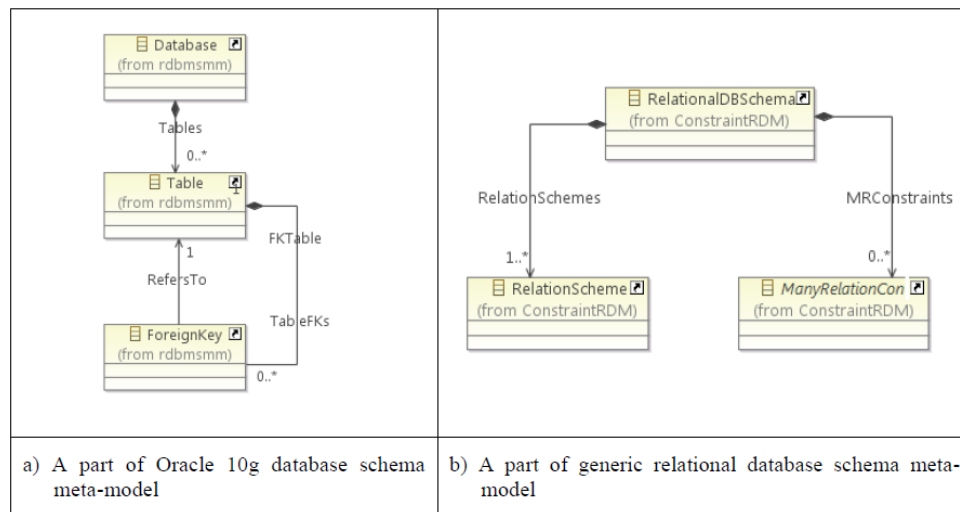 Database
(from rdbmsmm)
Tables
0..*
Table
(from rdbmsmm)
1
FKTable
RefersTo
TableFKs
ForeignKey
(from rdbmsmm)
0..*
RelationalDBSchema
(from ConstraintRDM)
RelationSchemes
MRConstraints
1..*
0..*
RelationScheme
(from ConstraintRDM)
ManyRelationCon
(from ConstraintRDM)
a) A part of Oracle 10g database schema
meta-model
b) A part of generic relational database schema meta-
model